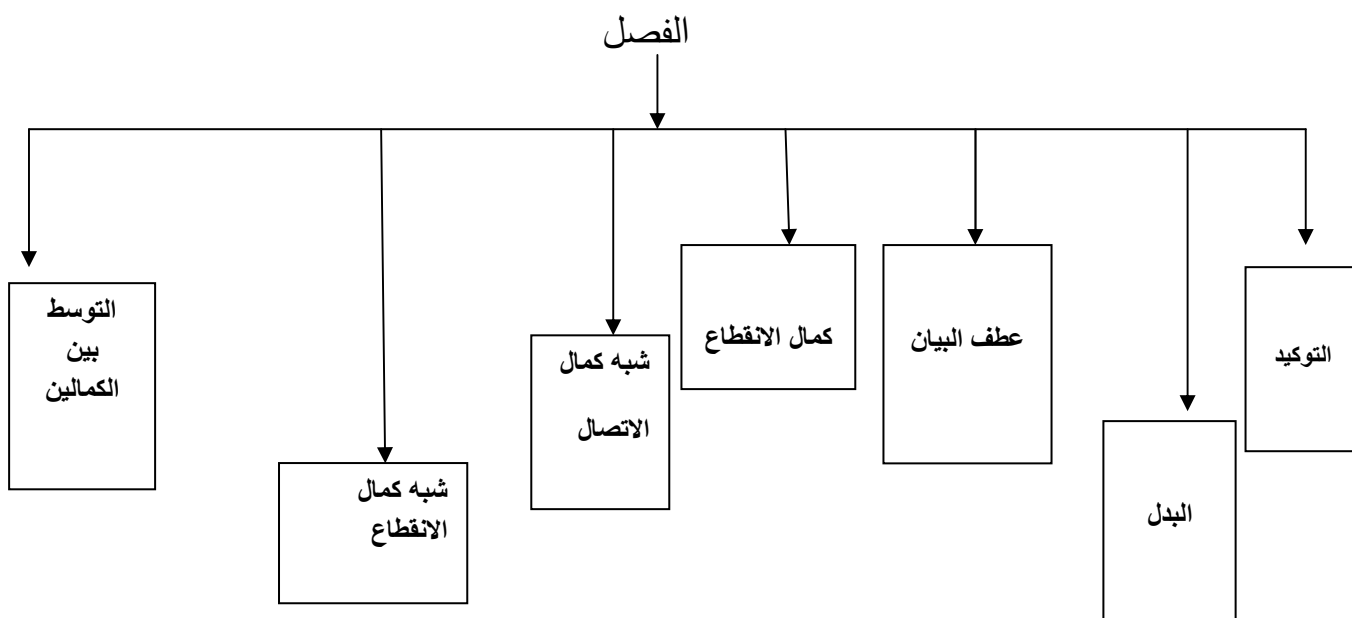 الفصل
التوكيد
البدل
عطف البيان
كمال الانقطاع
شبه كمال
الاتصال
شبه كمال
الانقطاع
التوسط
بين
الكمالين